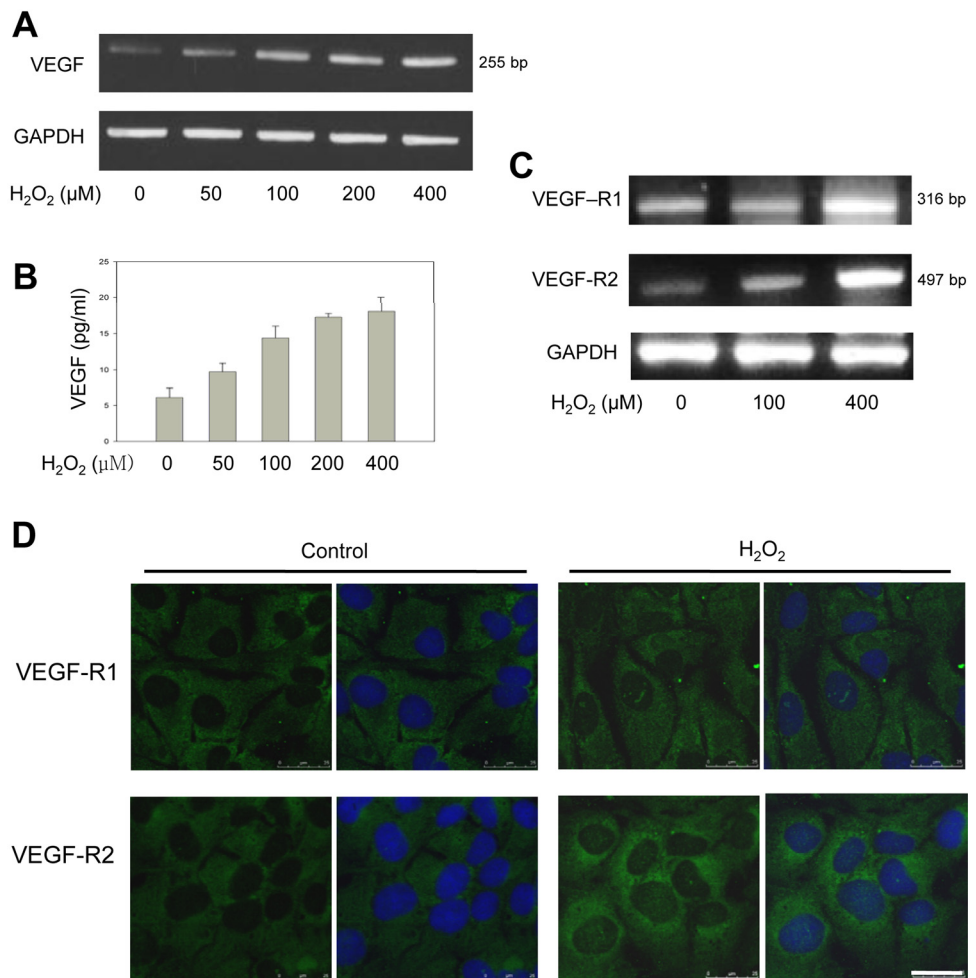 A
VEGF
255 bp
GAPDH
H₂O₂ (µM) 0 50 100 200 400
B
VEGF (pg/ml)
25
20
15
10
5
0
H₂O₂ (µM) 0 50 100 200 400
C
VEGF–R1
316 bp
VEGF-R2
497 bp
GAPDH
H₂O₂ (µM) 0 100 400
D
Control
H₂O₂
VEGF-R1
VEGF-R2